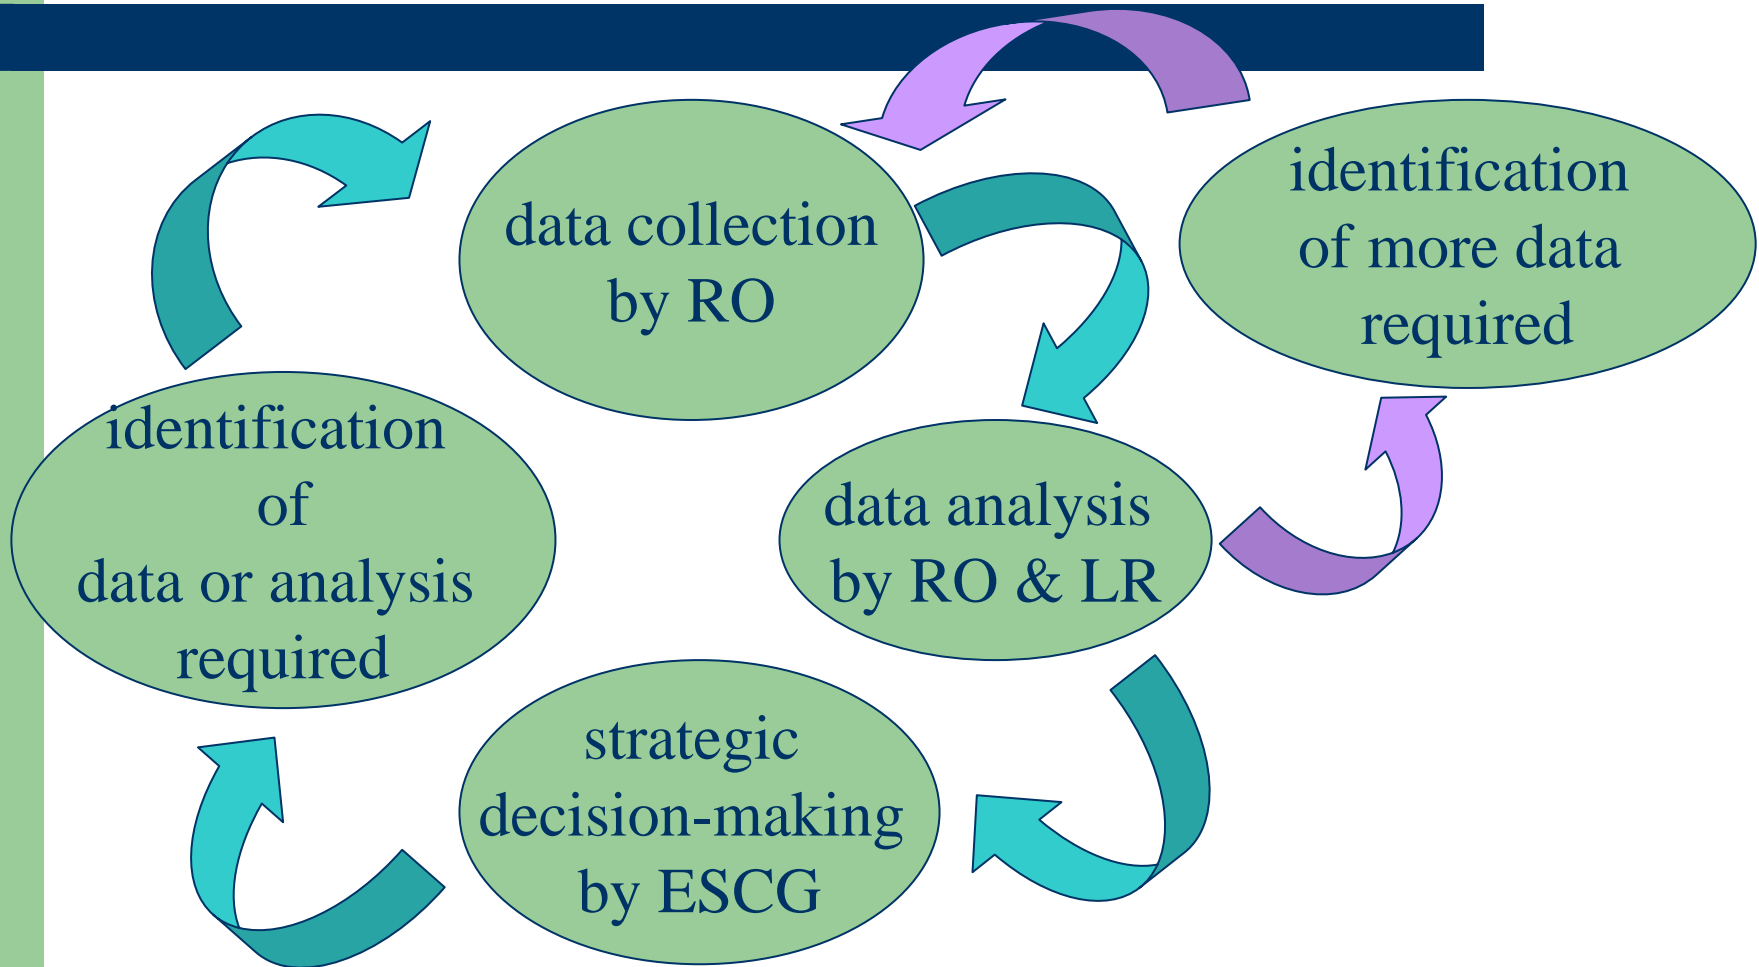 data collection
by RO
identification
of more data
required
identification
of
data or analysis
required
data analysis
by RO & LR
strategic
decision-making
by ESCG